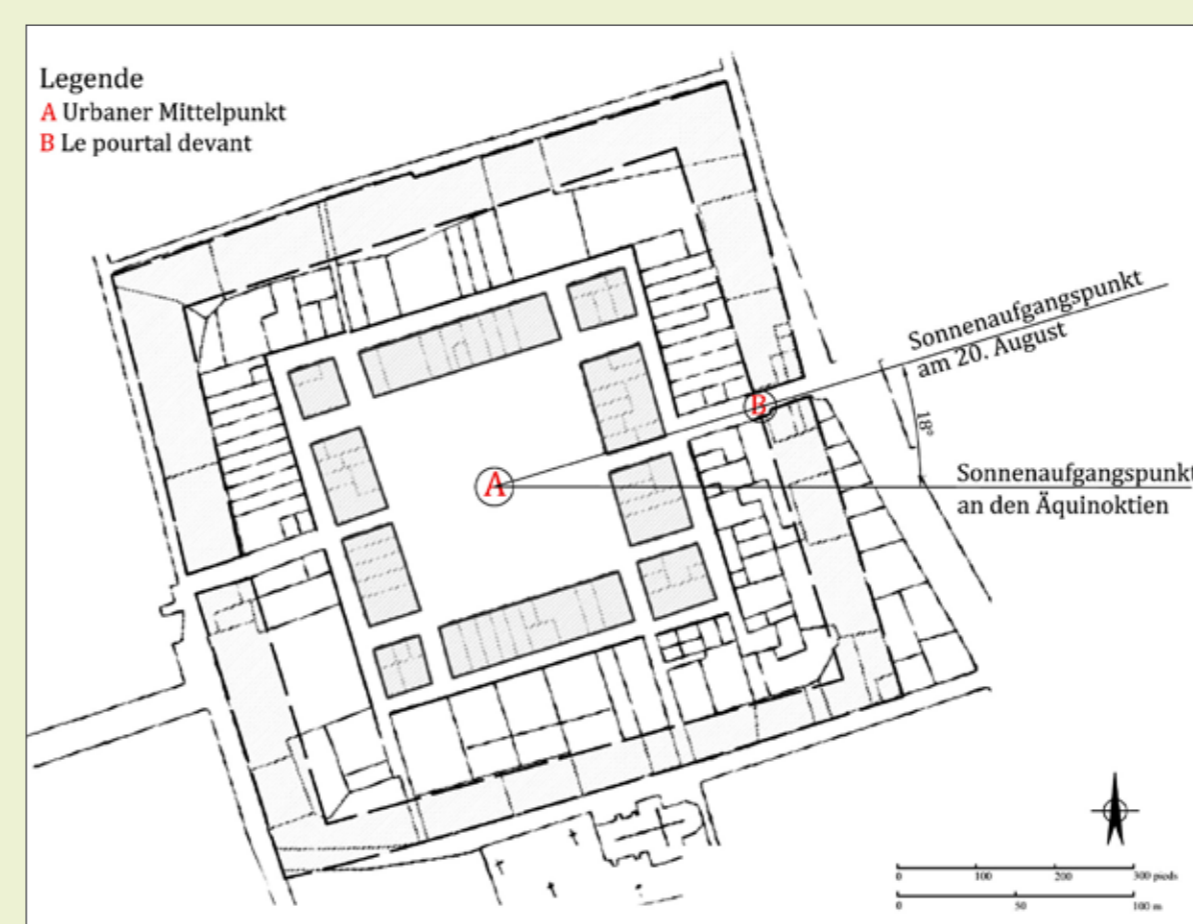 Legende
A Urbaner Mittelpunkt
B Le pourtal devant
Sonnenaufgangspunkt
am 20. August
B
18°
A
Sonnenaufgangspunkt
an den Äquinoktien
0 100 200 300 pieds
0 50 100 m